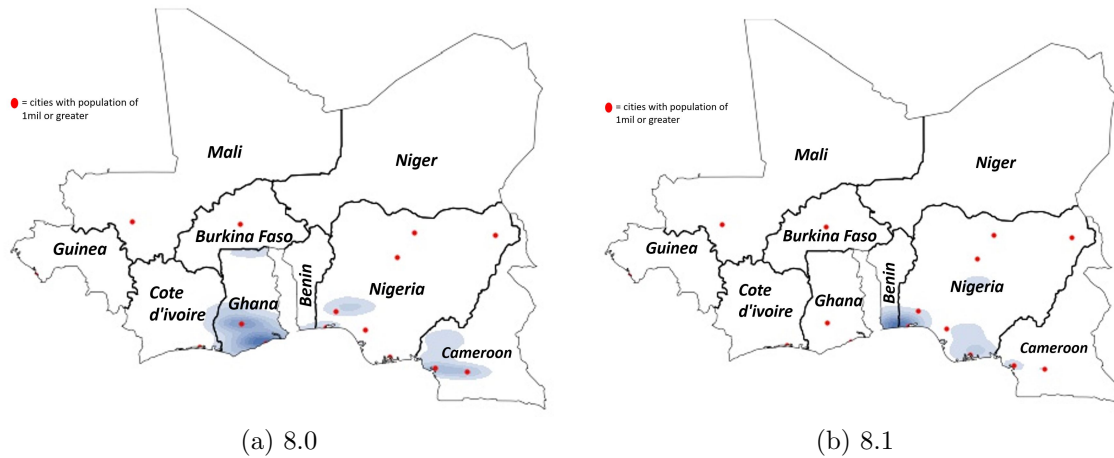 = cities with population of
1mil or greater
Mali
Niger
Burkina Faso
Guinea
Cote
d'ivoire
Ghana
Benin
Nigeria
Cameroon
(a) 8.0
= cities with population of
1mil or greater
Mali
Niger
Burkina Faso
Guinea
Cote
d'ivoire
Ghana
Benin
Nigeria
Cameroon
(b) 8.1